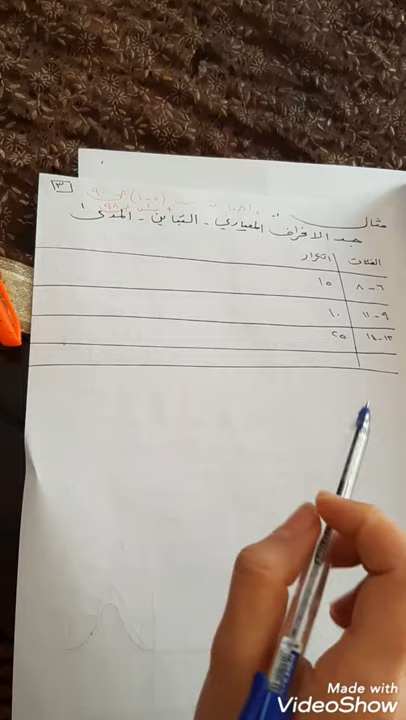 ٣
مثال
جد الانحراف المعياري - التباين - المدى
الفئات التكرار
٦-٨ ١٥
٩-١١ ١٠
١٢-١٤ ٢٥
Made with
VideoShow